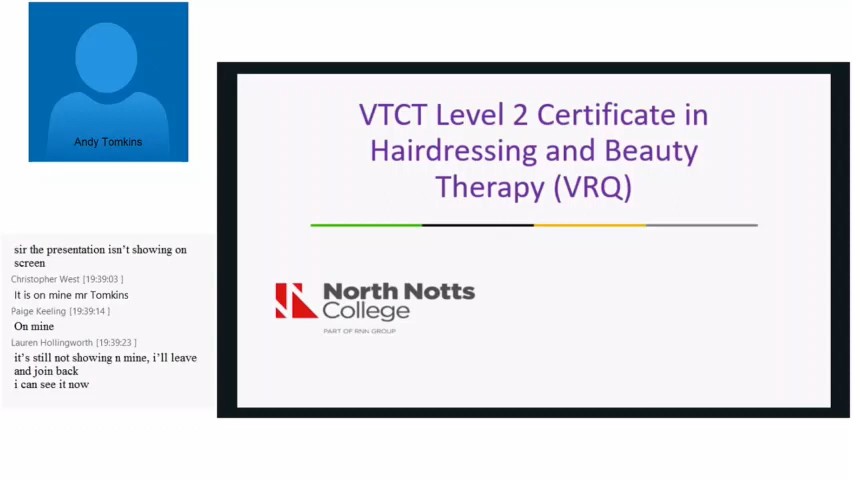 Andy Tomkins
sir the presentation isn't showing on
screen
Christopher West [19:39:03 ]
It is on mine mr Tomkins
Paige Keeling [19:39:14 ]
On mine
Lauren Hollingworth [19:39:23 ]
it's still not showing n mine, i'll leave
and join back
i can see it now
VTCT Level 2 Certificate in
Hairdressing and Beauty
Therapy (VRQ)
North Notts
College
PART OF RNN GROUP